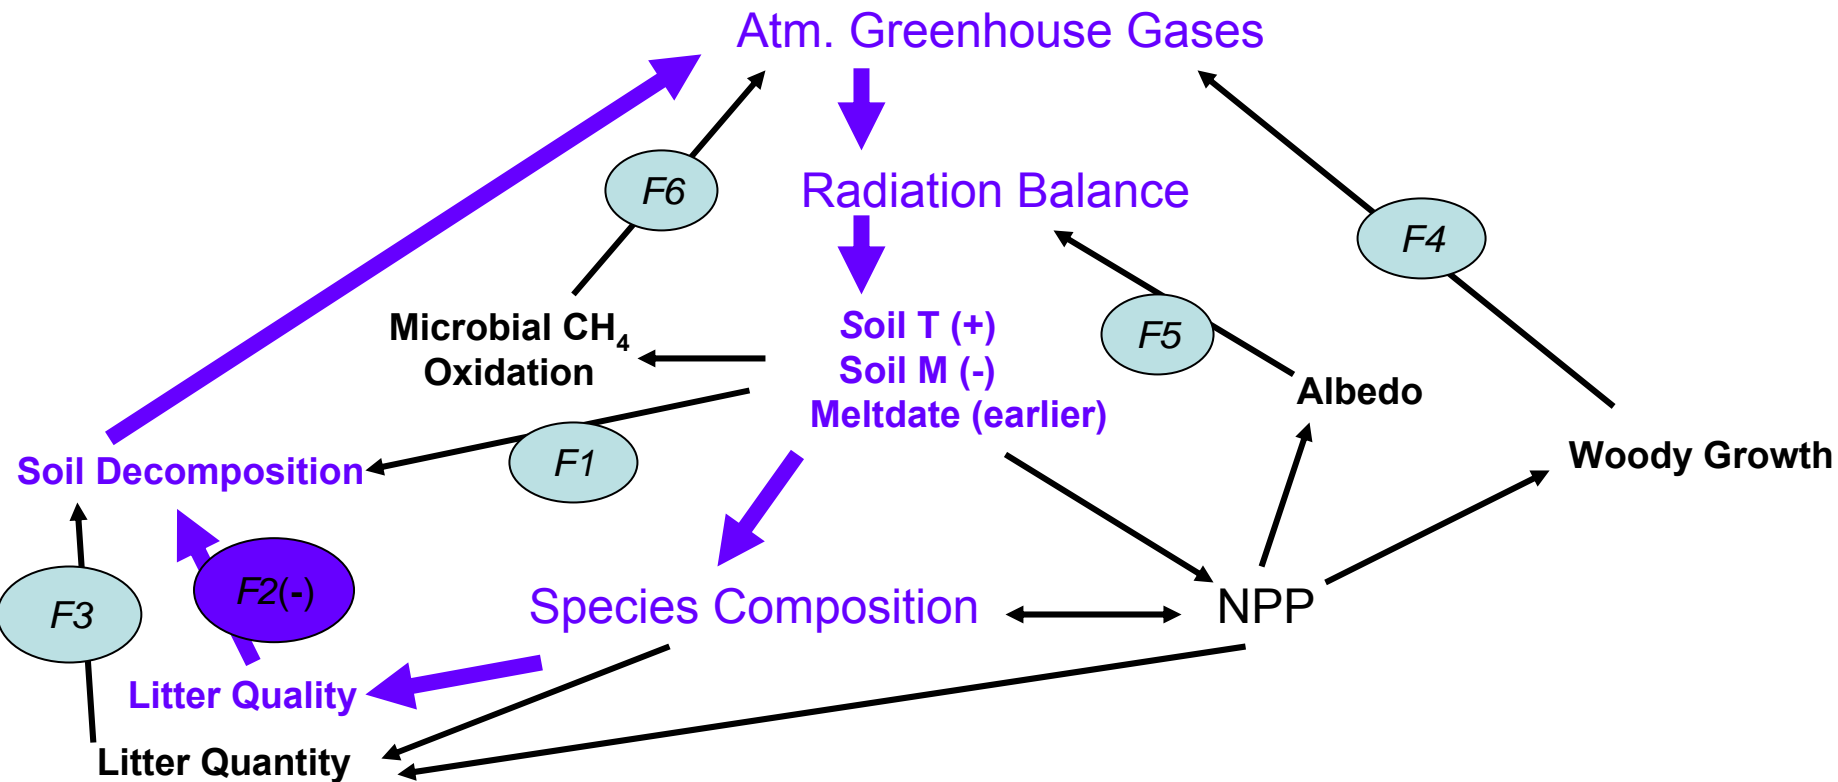 Atm. Greenhouse Gases
F6
Radiation Balance
F4
Microbial CH4
Oxidation
Soil T (+)
Soil M (-)
Meltdate (earlier)
F5
Albedo
Soil Decomposition
F1
Woody Growth
F3
F2(-)
Species Composition
NPP
Litter Quality
Litter Quantity